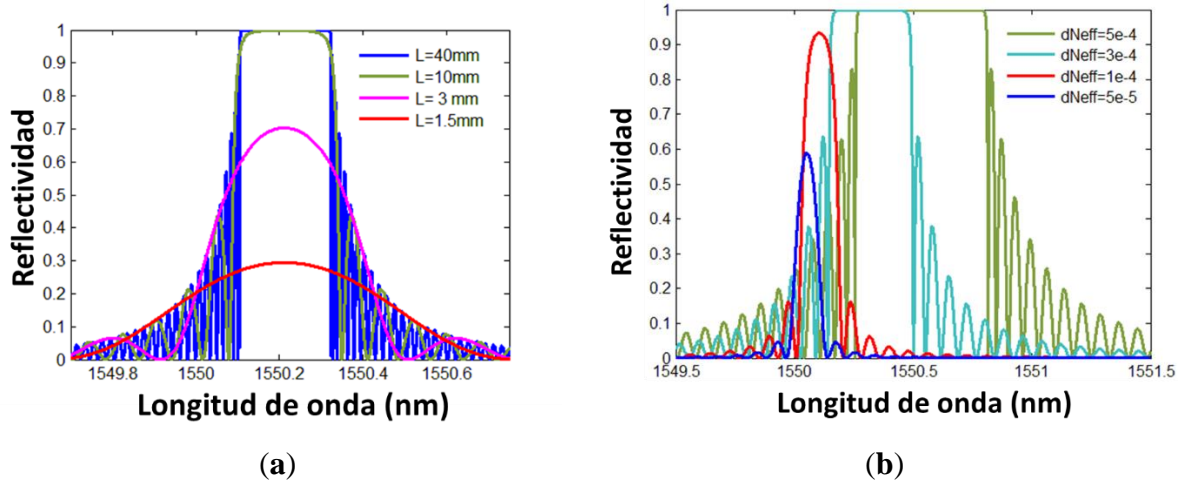 1
0.9
0.8
0.7
0.6
0.5
0.4
0.3
0.2
0.1
0
L=40mm
L=10mm
L= 3 mm
L=1.5mm
1549.8 1550 1550.2 1550.4 1550.6
Reflectividad
Longitud de onda (nm)
(a)
1
0.9
0.8
0.7
0.6
0.5
0.4
0.3
0.2
0.1
0
dNeff=5e-4
dNeff=3e-4
dNeff=1e-4
dNeff=5e-5
1549.5 1550 1550.5 1551 1551.5
Reflectividad
Longitud de onda (nm)
(b)